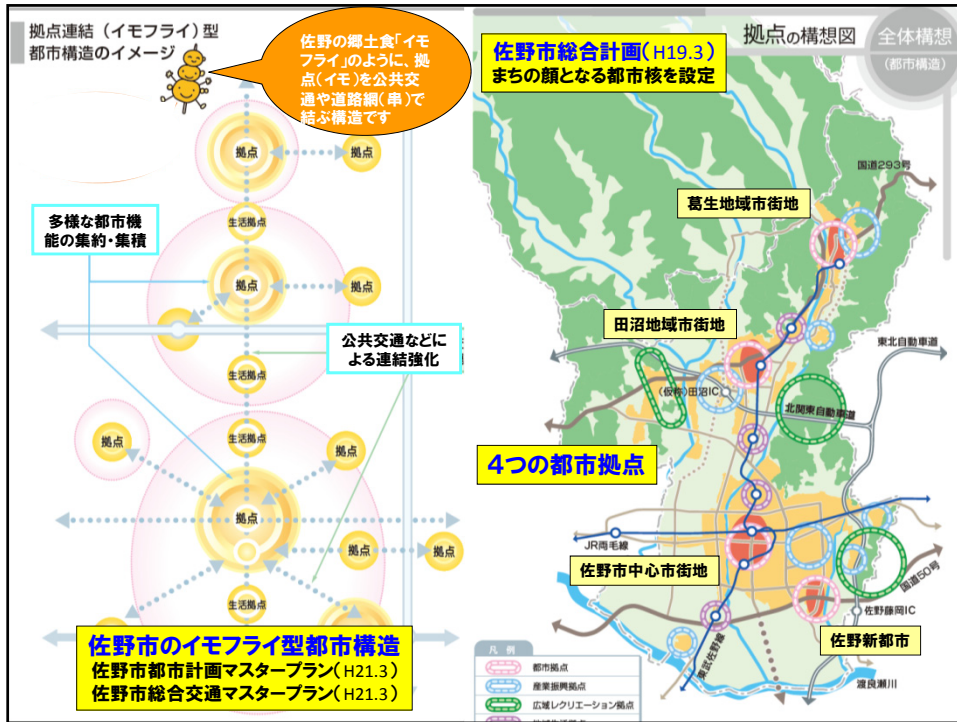 拠点連結(イモフライ)型
都市構造のイメージ
佐野の郷土食「イモ
フライ」のように、拠
点(イモ)を公共交
通や道路網(串)で
結ぶ構造です
拠点
拠点
生活拠点
多様な都市機
能の集約・集積
拠点
拠点
公共交通などに
よる連結強化
生活拠点
生活拠点
拠点
拠点
拠点
拠点
拠点
生活拠点
佐野市のイモフライ型都市構造
佐野市都市計画マスタープラン(H21.3)
佐野市総合交通マスタープラン(H21.3)
佐野市総合計画(H19.3)
まちの顔となる都市核を設定
拠点の構想図
全体構想
(都市構造)
国道293号
葛生地域市街地
田沼地域市街地
東北自動車道
(仮称)田沼IC
北関東自動車道
4つの都市拠点
JR両毛線
佐野市中心市街地
国道50号
佐野藤岡IC
佐野新都市
東武佐野線
渡良瀬川
凡例
都市拠点
産業振興拠点
広域レクリエーション拠点